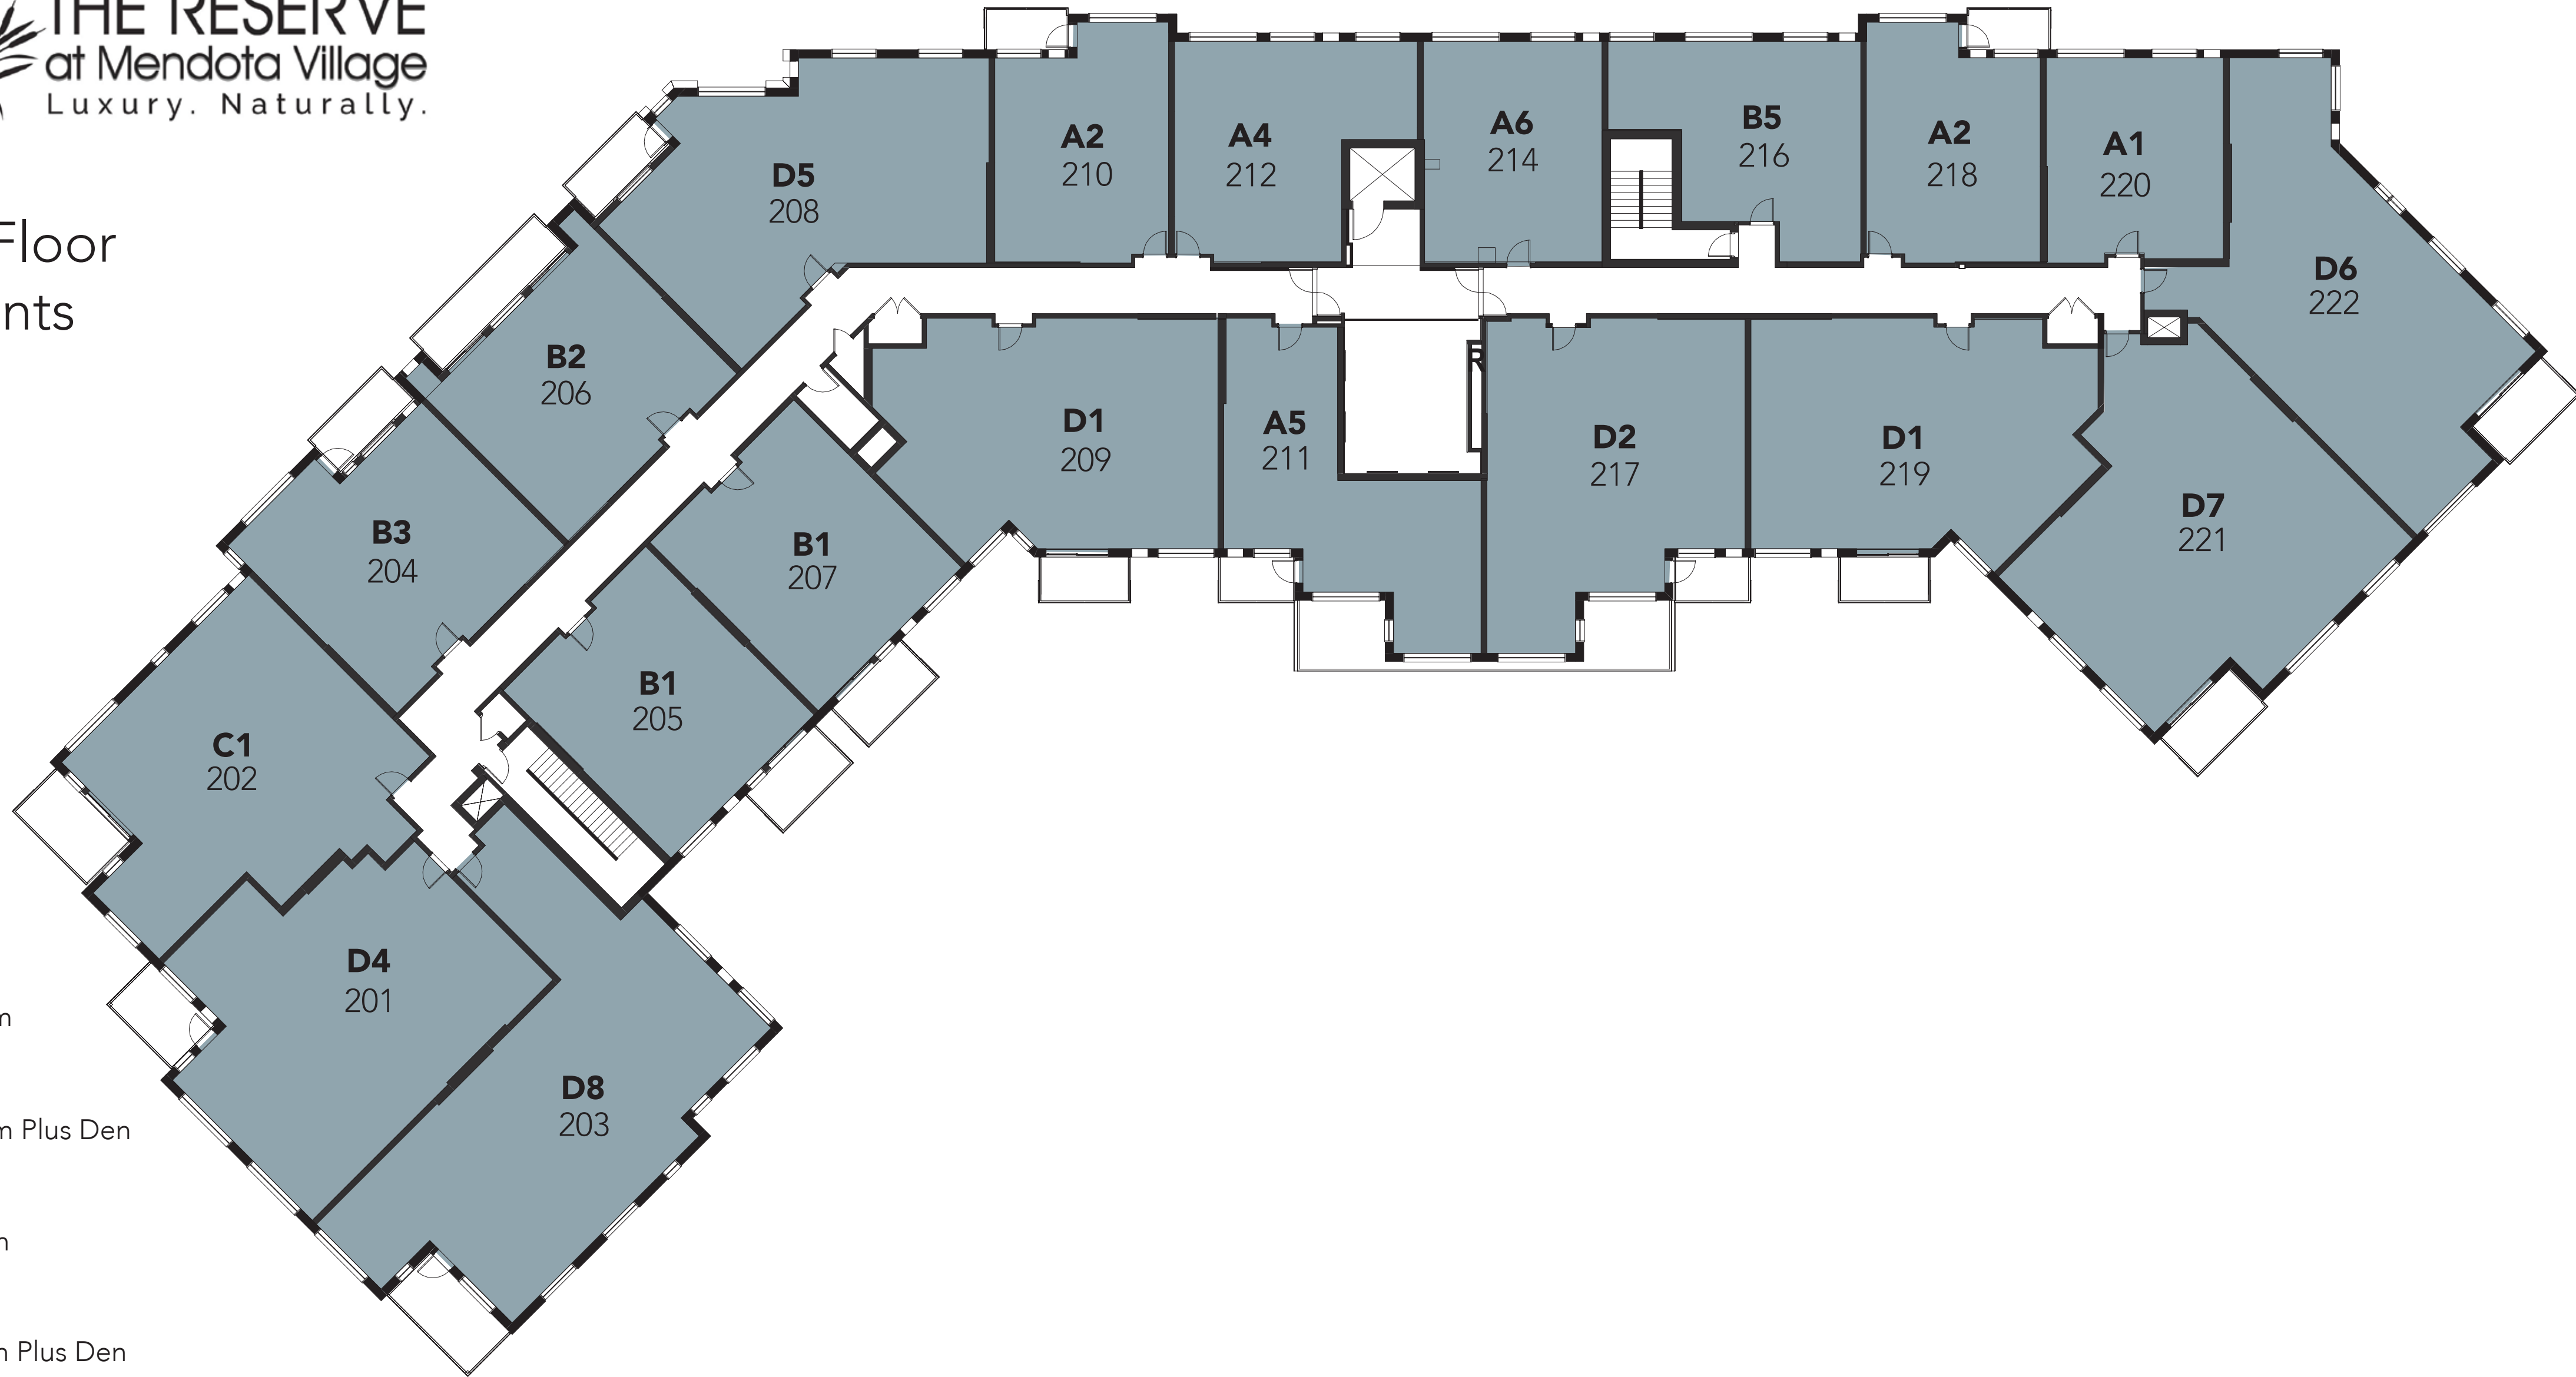 THE RESERVE
at Mendota Village
Luxury. Naturally.
Floor
nts
m
m Plus Den
n
n Plus Den
D5
208
A2
210
A4
212
A6
214
B5
216
A2
218
A1
220
D6
222
B2
206
B3
204
C1
202
D4
201
D8
203
B1
205
B1
207
D1
209
A5
211
R
D2
217
D1
219
D7
221